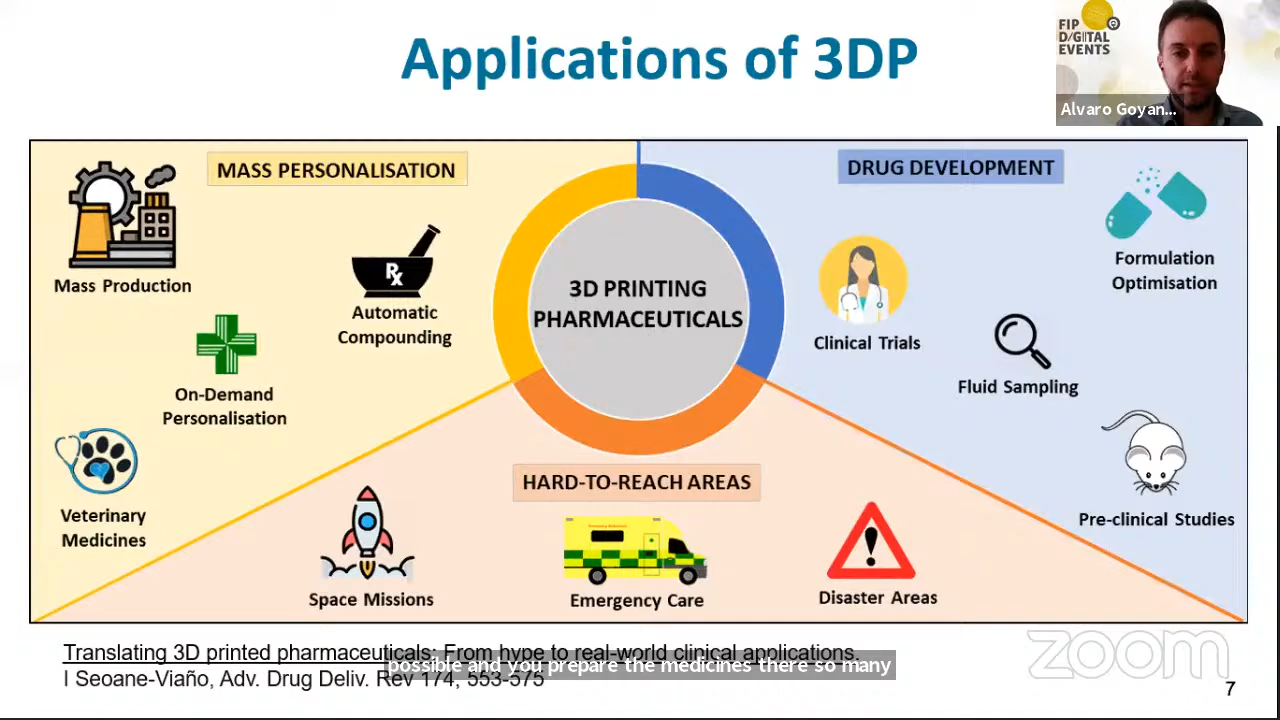 Applications of 3DP
FIP
DIGITAL
EVENTS
Alvaro Goyan...
MASS PERSONALISATION
Mass Production
Rx
Automatic
Compounding
On-Demand
Personalisation
Veterinary
Medicines
3D PRINTING
PHARMACEUTICALS
DRUG DEVELOPMENT
Formulation
Optimisation
Clinical Trials
Fluid Sampling
Pre-clinical Studies
HARD-TO-REACH AREAS
Space Missions
Emergency Care
Disaster Areas
Translating 3D printed pharmaceuticals: From hype to real-world clinical applications.
I Seoane-Viaño, Adv. Drug Deliv. Rev 174, 553-575
possible and you prepare the medicines there so many
zoom
7